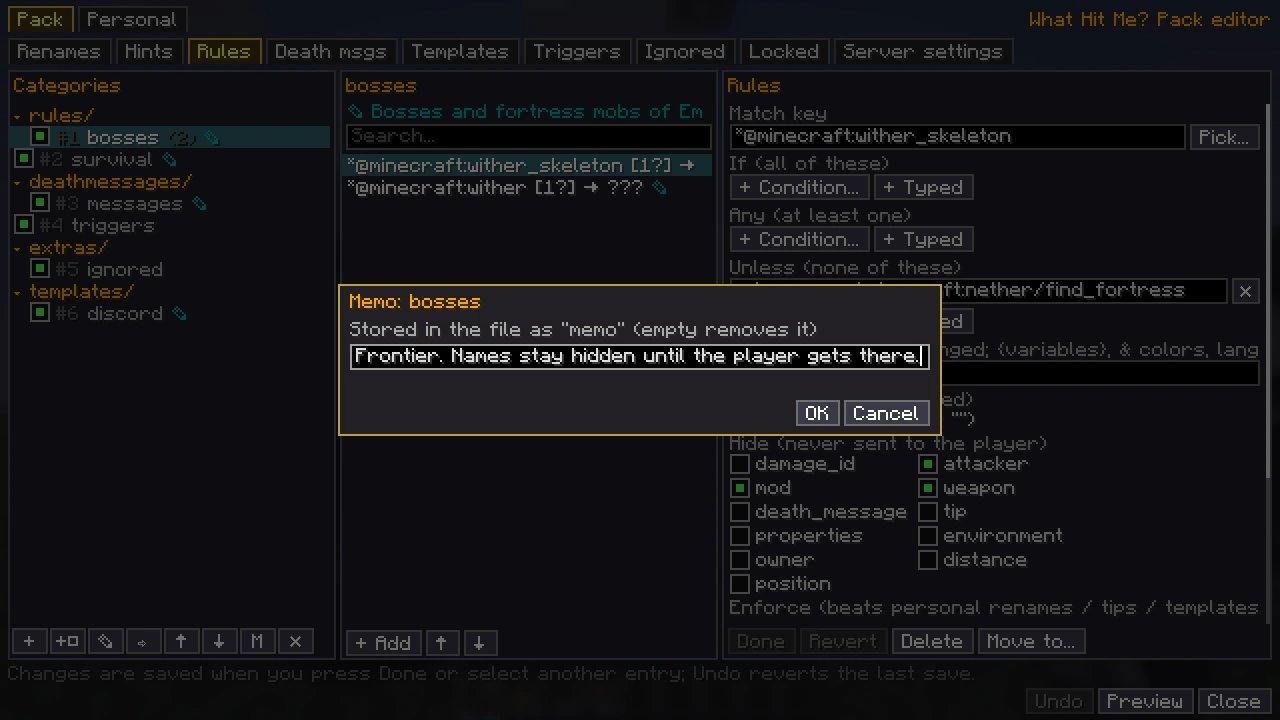 Pack Personal What Hit Me? Pack editor
Renames Hints Rules Death msgs Templates Triggers Ignored Locked Server settings
Categories
rules/
#1 bosses (2)
#2 survival
deathmessages/
#3 messages
#4 triggers
extras/
#5 ignored
templates/
#6 discord
bosses
Bosses and fortress mobs of Em
Search...
*@minecraft:wither_skeleton [1?] →
*@minecraft:wither [1?] → ???
Rules
Match key
*@minecraft:wither_skeleton Pick...
If (all of these)
+ Condition... + Typed
Any (at least one)
+ Condition... + Typed
Unless (none of these)
ft:nether/find_fortress ×
ed
nged; {variables}, & colors, lang
ed)
"")
Memo: bosses
Stored in the file as "memo" (empty removes it)
Frontier. Names stay hidden until the player gets there.
OK Cancel
Hide (never sent to the player)
damage_id attacker
mod weapon
death_message tip
properties environment
owner distance
position
Enforce (beats personal renames / tips / templates
+ + M ×
+ Add ↑ ↓
Done Revert Delete Move to...
Changes are saved when you press Done or select another entry; Undo reverts the last save.
Undo Preview Close